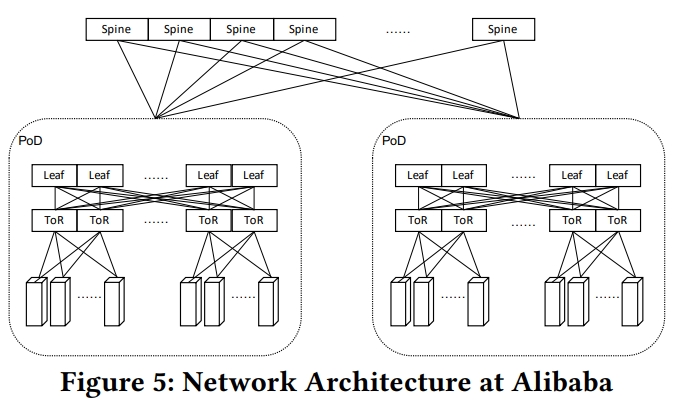 Spine Spine Spine Spine ...... Spine
PoD PoD
Leaf Leaf ...... Leaf Leaf Leaf Leaf ...... Leaf Leaf
ToR ToR ...... ToR ToR ToR ToR ...... ToR ToR
...... ...... ...... ......
Figure 5: Network Architecture at Alibaba